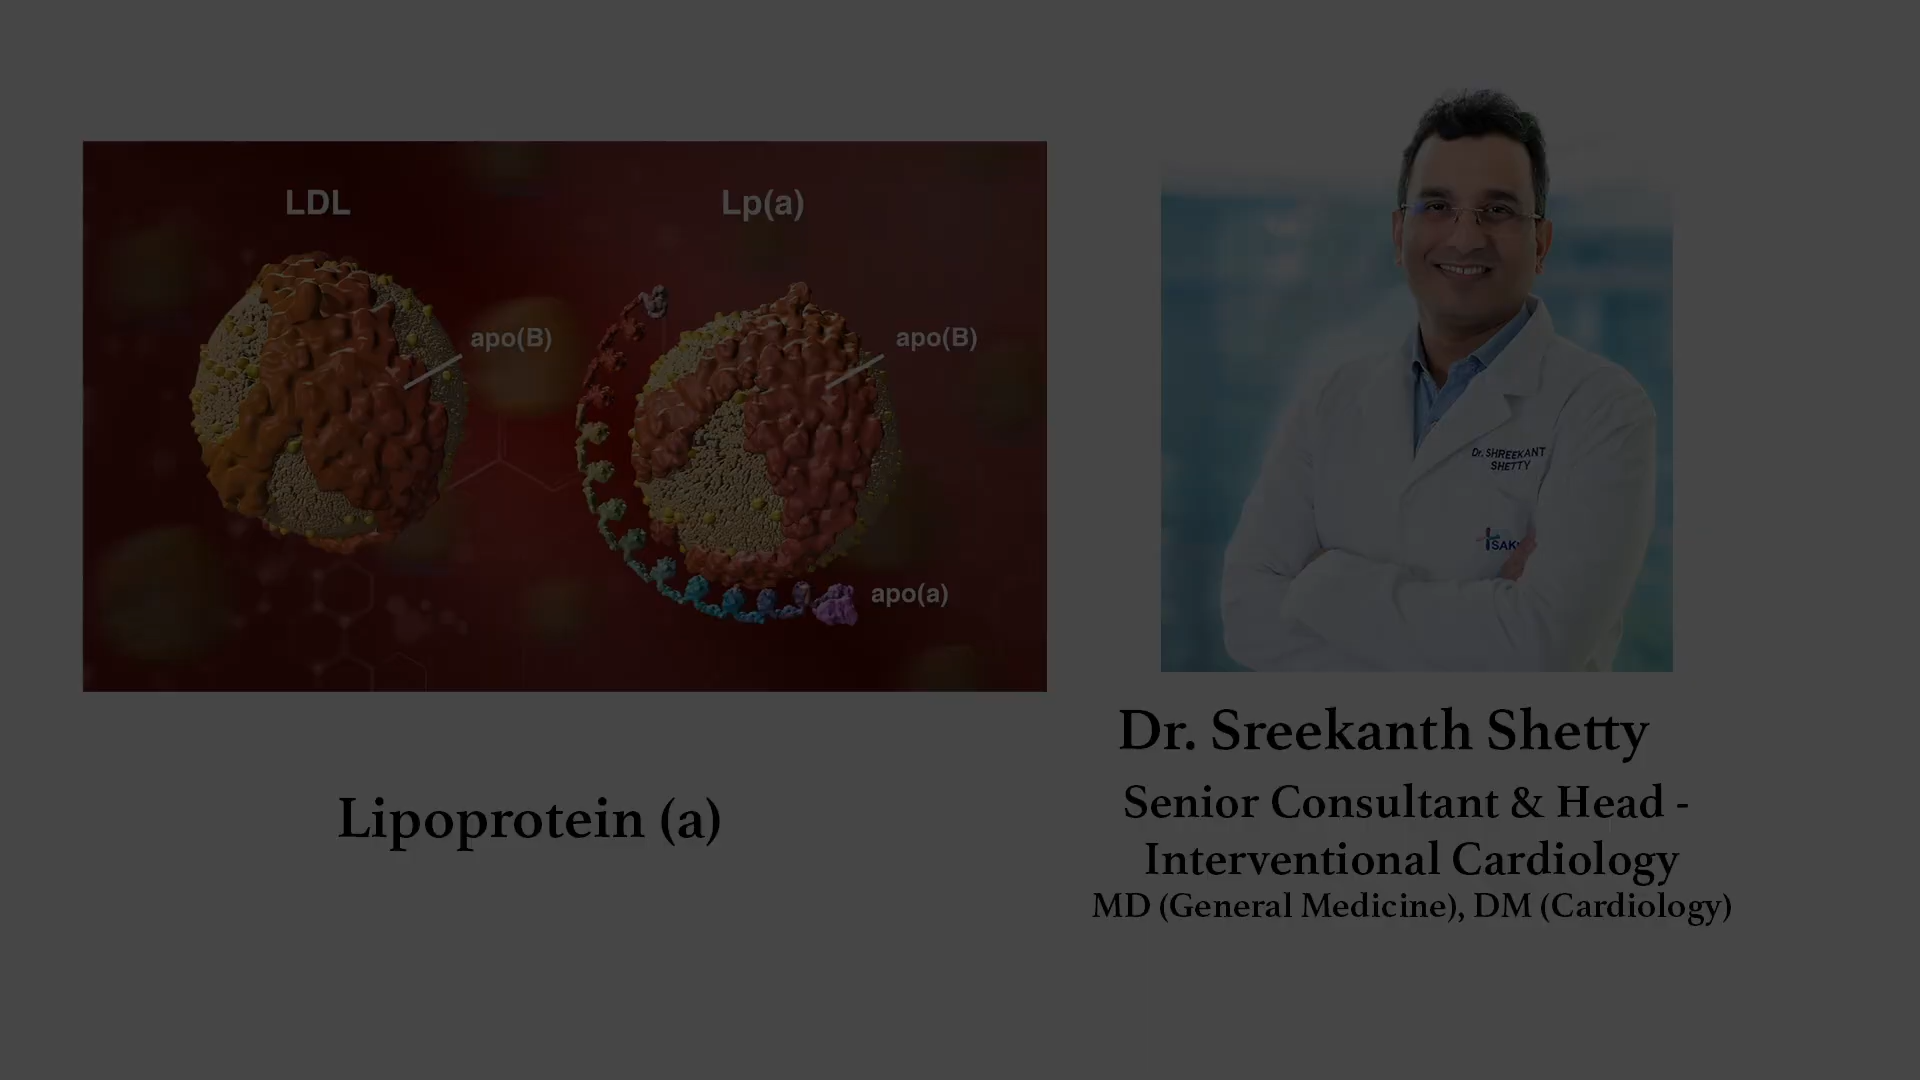 LDL
Lp(a)
apo(B)
apo(B)
apo(a)
Lipoprotein (a)
Dr. SHREEKANT
SHETTY
Dr. Sreekanth Shetty
Senior Consultant & Head -
Interventional Cardiology
MD (General Medicine), DM (Cardiology)